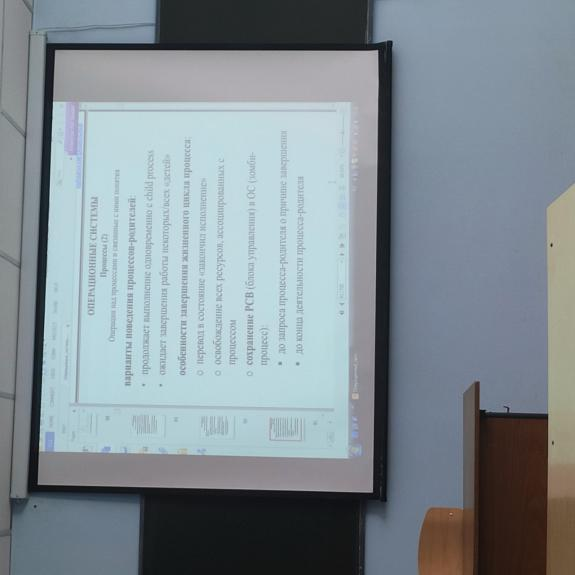 ОПЕРАЦИОННЫЕ СИСТЕМЫ
Процессы (2)
Операции над процессами и связанные с ними понятия
варианты поведения процессов-родителей:
• продолжает выполнение одновременно с child process
• ожидает завершения работы некоторых/всех «детей»
особенности завершения жизненного цикла процесса:
○ перевод в состояние «закончил исполнение»
○ освобождение всех ресурсов, ассоциированных с
процессом
○ сохранение PCB (блока управления) в ОС (зомби-
процесс):
• до запроса процесса-родителя о причине завершения
• до конца деятельности процесса-родителя